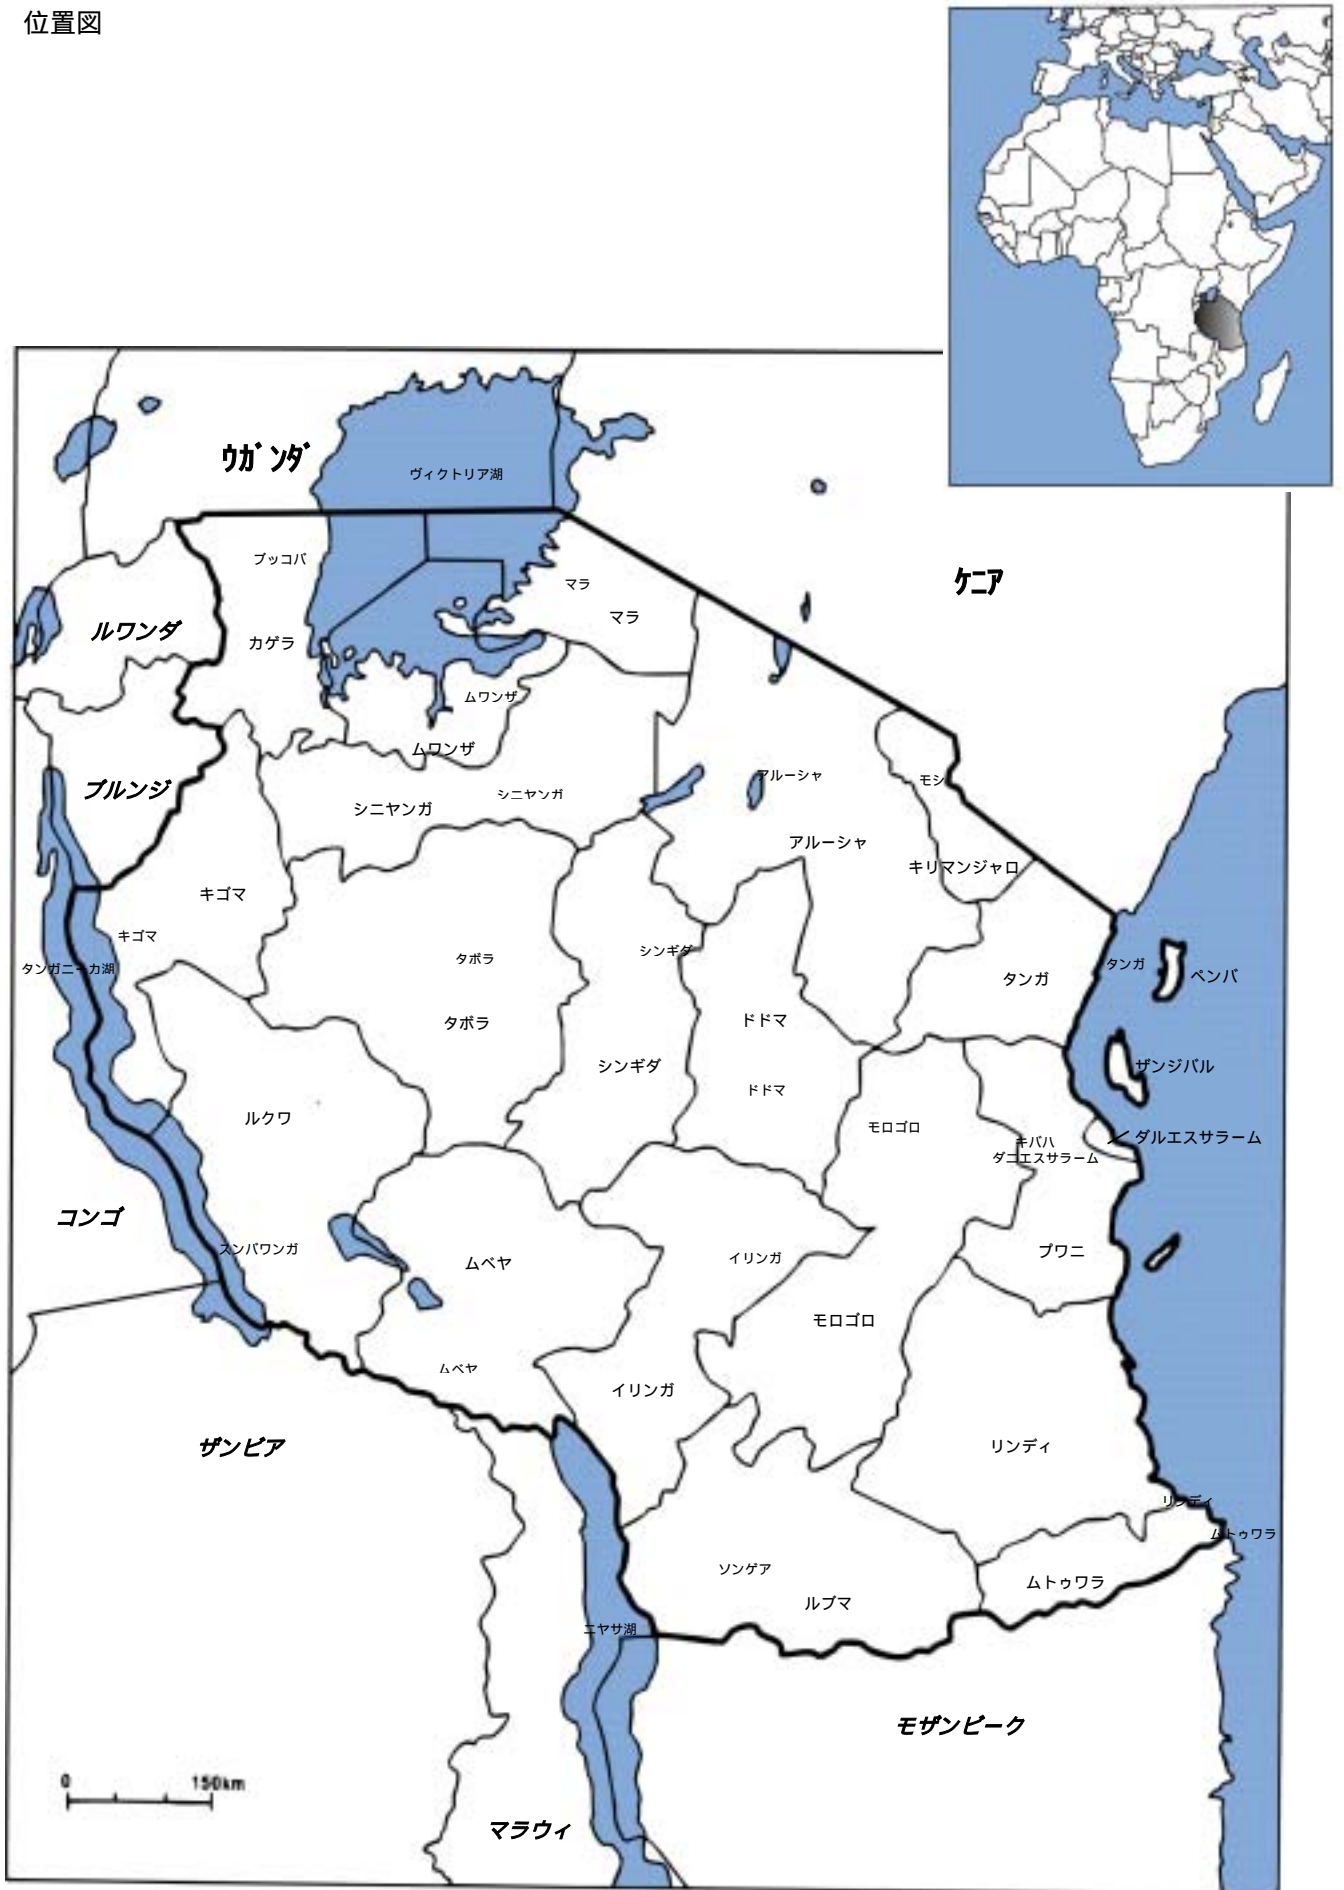 位置図
ウガンダ
ヴィクトリア湖
ブッコバ
ケニア
マラ
マラ
ルワンダ
カゲラ
ムワンザ
ムワンザ
ブルンジ
アルーシャ
モシ
シニヤンガ
シニヤンガ
アルーシャ
キリマンジャロ
キゴマ
キゴマ
シンギダ
タボラ
タンガニーカ湖
タンガ
タンガ
ペンバ
タボラ
ドドマ
シンギダ
ザンジバル
ドドマ
ルクワ
モロゴロ
キバハ
ダルエスサラーム
ダニエスサラーム
コンゴ
スンバワンガ
ムベヤ
イリンガ
プワニ
モロゴロ
ムベヤ
イリンガ
ザンビア
リンディ
リンディ
ムトゥワラ
ソンゲア
ムトゥワラ
ルブマ
ニヤサ湖
モザンビーク
0 150km
マラウィ